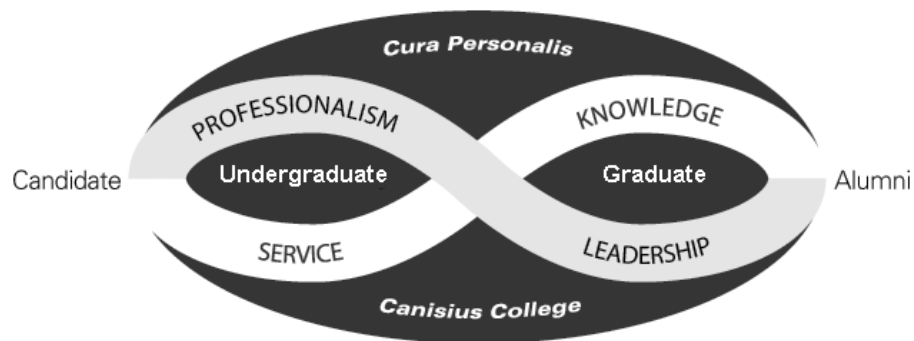 Cura Personalis
PROFESSIONALISM
KNOWLEDGE
Candidate
Undergraduate
Graduate
Alumni
SERVICE
LEADERSHIP
Canisius College